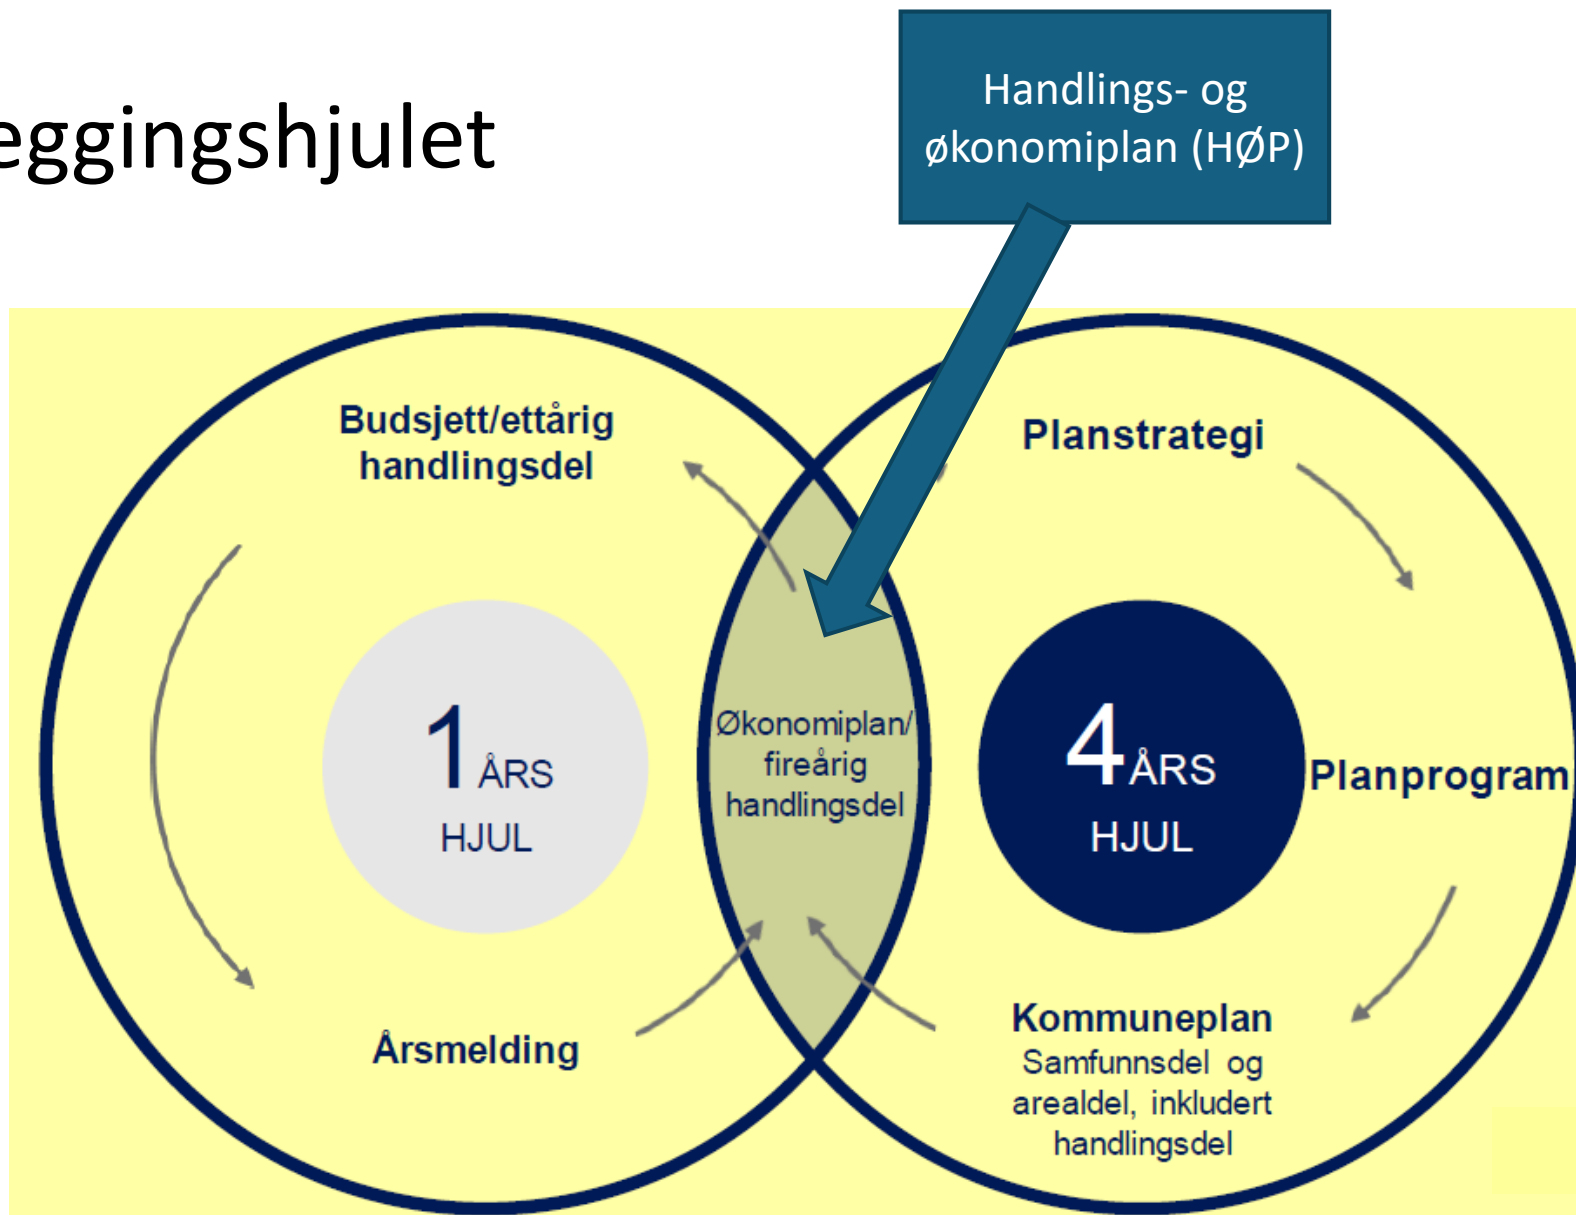 eggingshjulet
Handlings- og
økonomiplan (HØP)
Budsjett/ettårig
handlingsdel
Planstrategi
1 ÅRS
HJUL
Økonomiplan/
fireårig
handlingsdel
4 ÅRS
HJUL
Planprogram
Årsmelding
Kommuneplan
Samfunnsdel og
arealdel, inkludert
handlingsdel